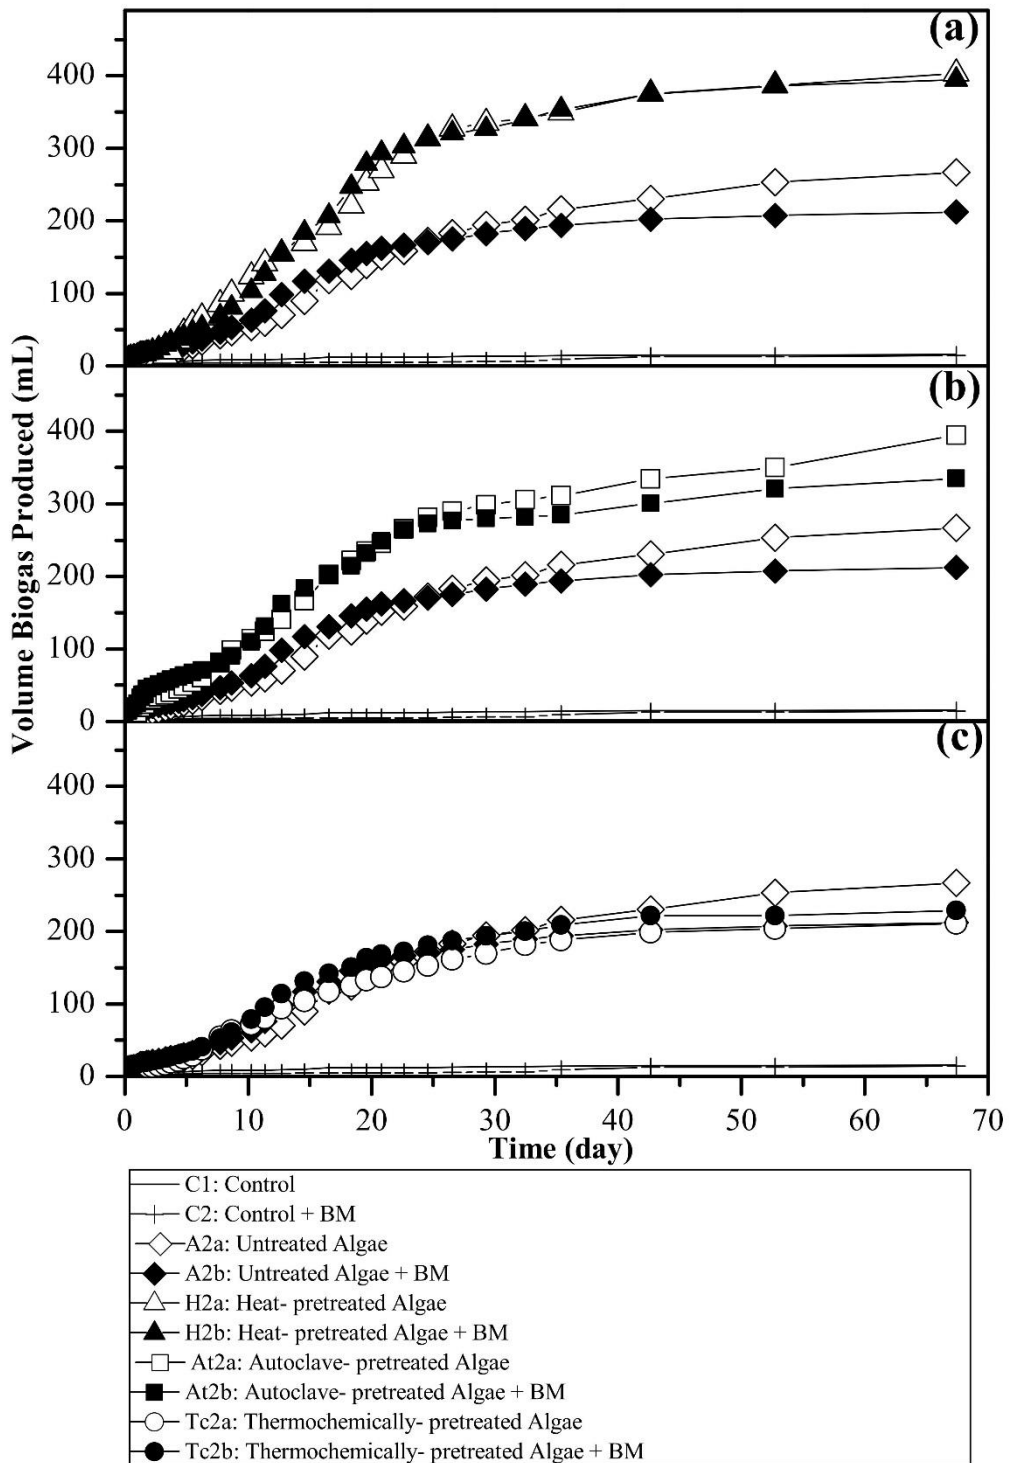 (a)
400
300
200
100
0
(b)
400
300
200
100
0
(c)
400
300
200
100
0
Volume Biogas Produced (mL)
0 10 20 30 40 50 60 70
Time (day)
C1: Control
C2: Control + BM
A2a: Untreated Algae
A2b: Untreated Algae + BM
H2a: Heat- pretreated Algae
H2b: Heat- pretreated Algae + BM
At2a: Autoclave- pretreated Algae
At2b: Autoclave- pretreated Algae + BM
Tc2a: Thermochemically- pretreated Algae
Tc2b: Thermochemically- pretreated Algae + BM